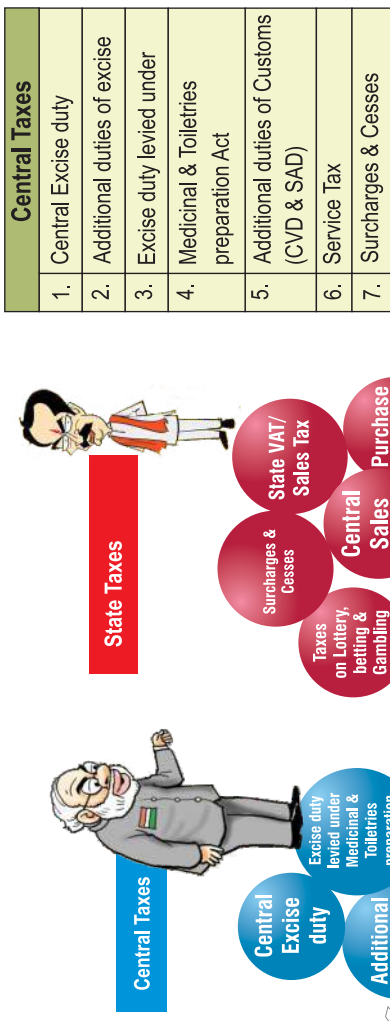 Central Taxes
1. Central Excise duty
2. Additional duties of excise
3. Excise duty levied under
4. Medicinal & Toiletries
preparation Act
5. Additional duties of Customs
(CVD & SAD)
6. Service Tax
7. Surcharges & Cesses
State Taxes
State VAT/
Sales Tax
Surcharges &
Cesses
Purchase
Central
Sales
Taxes
on Lottery,
betting &
Gambling
Central Taxes
Excise duty
levied under
Medicinal &
Toiletries
preparation
Central
Excise
duty
Additional